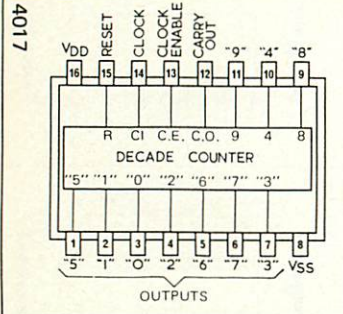 4017
VDD RESET CLOCK CLOCK ENABLE CARRY OUT "9" "4" "8"
16 15 14 13 12 11 10 9
R CI C.E. C.O. 9 4 8
DECADE COUNTER
"5" "1" "0" "2" "6" "7" "3"
1 2 3 4 5 6 7 8
"5" "1" "0" "2" "6" "7" "3" VSS
OUTPUTS